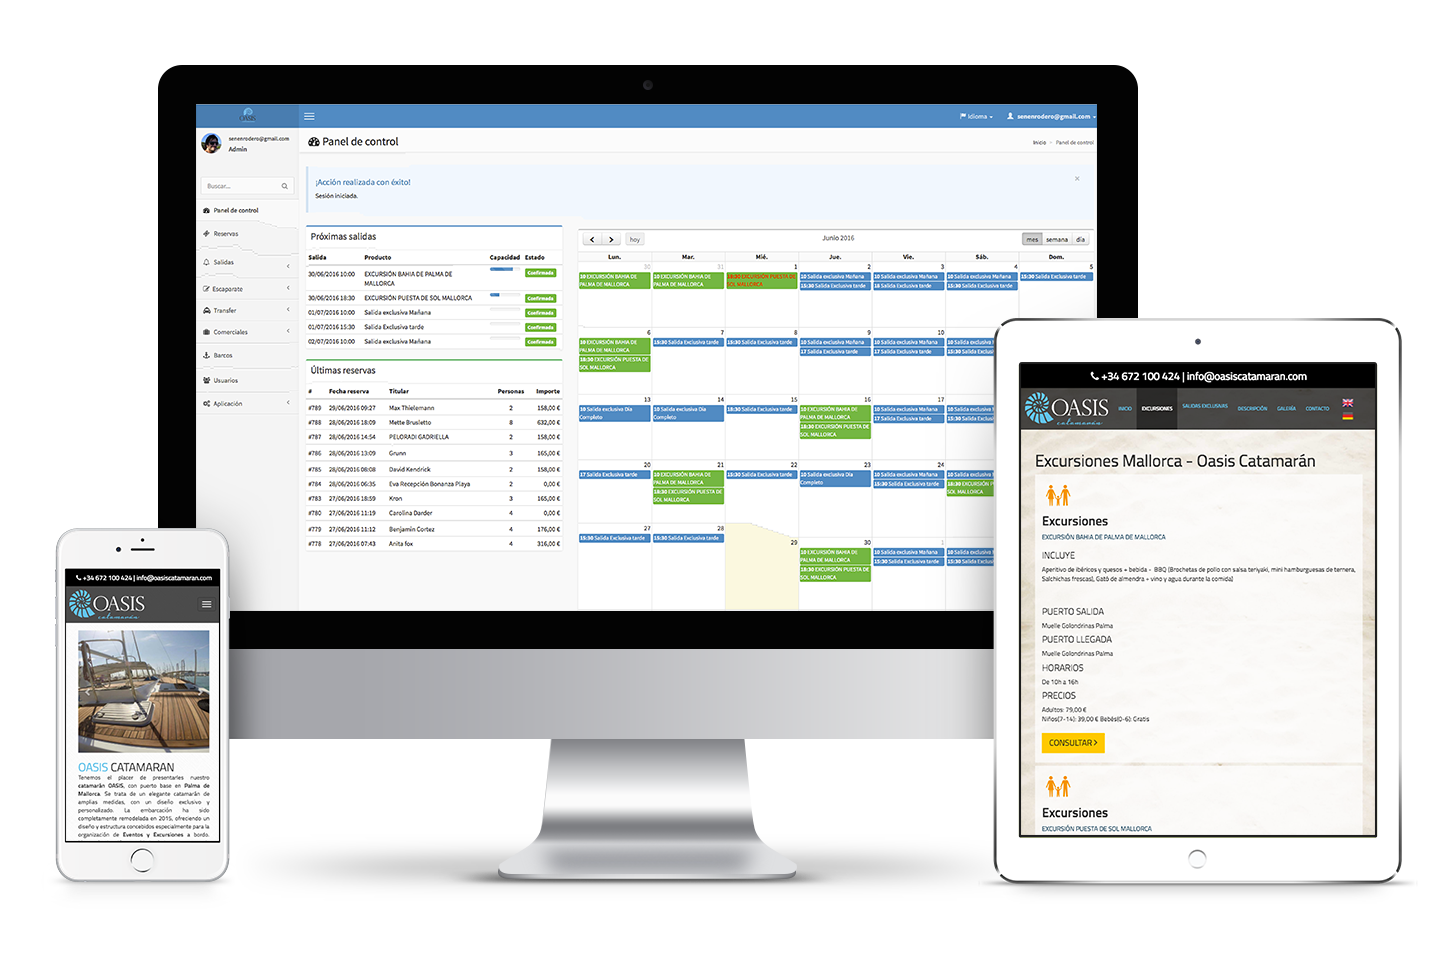 OASIS
Idioma
senenrodero@gmail.com
senenrodero@gmail.com
Admin
Buscar...
Panel de control
Reservas
Salidas
Escaparate
Transfer
Comerciales
Barcos
Usuarios
Aplicación
Panel de control
Inicio > Panel de control
¡Acción realizada con éxito!
×
Sesión iniciada.
Próximas salidas
Salida Producto Capacidad Estado
30/06/2016 10:00 EXCURSIÓN BAHIA DE PALMA DE MALLORCA Confirmada
30/06/2016 18:30 EXCURSIÓN PUESTA DE SOL MALLORCA Confirmada
01/07/2016 10:00 Salida exclusiva Mañana Confirmada
01/07/2016 15:30 Salida Exclusiva tarde Confirmada
02/07/2016 10:00 Salida exclusiva Mañana Confirmada
Últimas reservas
# Fecha reserva Titular Personas Importe
#789 29/06/2016 09:27 Max Thielemann 2 158,00 €
#788 28/06/2016 18:09 Mette Brusletto 8 632,00 €
#787 28/06/2016 14:54 PELORADI GADRIELLA 2 158,00 €
#786 28/06/2016 13:09 Grunn 3 165,00 €
#785 28/06/2016 08:08 David Kendrick 2 158,00 €
#784 28/06/2016 06:35 Eva Recepción Bonanza Playa 2 0,00 €
#783 27/06/2016 18:59 Kron 3 165,00 €
#780 27/06/2016 11:19 Carolina Darder 4 0,00 €
#779 27/06/2016 11:12 Benjamin Cortez 4 176,00 €
#778 27/06/2016 07:43 Anita fox 4 316,00 €
hoy
Junio 2016
mes semana día
Lun. Mar. Mié. Jue. Vie. Sáb. Dom.
30 31 1 2 3 4 5
10 EXCURSIÓN BAHIA DE PALMA DE MALLORCA
10 EXCURSIÓN BAHIA DE PALMA DE MALLORCA
18:30 EXCURSIÓN PUESTA DE SOL MALLORCA
10 Salida exclusiva Mañana
15:30 Salida Exclusiva tarde
10 Salida exclusiva Mañana
15 Salida Exclusiva tarde
10 Salida exclusiva Mañana
15:30 Salida Exclusiva tarde
15:30 Salida Exclusiva tarde
6 7 8 9 10
10 EXCURSIÓN BAHIA DE PALMA DE MALLORCA
18:30 EXCURSIÓN PUESTA DE SOL MALLORCA
15:30 Salida Exclusiva tarde
15:30 Salida Exclusiva tarde
10 Salida exclusiva Mañana
17 Salida Exclusiva tarde
10 Salida exclusiva Mañana
17 Salida Exclusiva tarde
10 Salida exclusiva
15:30 Salida Exclus
13 14 15 16 17
10 Salida exclusiva Día Completo
10 Salida exclusiva Día Completo
18:30 Salida Exclusiva tarde
10 EXCURSIÓN BAHIA DE PALMA DE MALLORCA
18:30 EXCURSIÓN PUESTA DE SOL MALLORCA
10 Salida exclusiva Mañana
17 Salida Exclusiva tarde
10 Salida exclusiva
15:30 Salida Exclus
20 21 22 23 24
17 Salida Exclusiva tarde
10 EXCURSIÓN BAHIA DE PALMA DE MALLORCA
18:30 EXCURSIÓN PUESTA DE SOL MALLORCA
15:30 Salida Exclusiva tarde
10 Salida exclusiva Día Completo
10 Salida exclusiva Mañana
15:30 Salida Exclusiva tarde
10 Salida exclusiva
18:30 EXCURSIÓN
SOL MALLORCA
27 28 29 30 1
15:30 Salida Exclusiva tarde
15:30 Salida Exclusiva tarde
10 EXCURSIÓN BAHIA DE PALMA DE MALLORCA
18:30 EXCURSIÓN PUESTA DE SOL MALLORCA
10 Salida exclusiva Mañana
15:30 Salida Exclusiva tarde
10 Salida exclusiva
15:30 Salida Exclus
+34 672 100 424 | info@oasiscatamaran.com
OASIS
catamarán
INICIO EXCURSIONES SALIDAS EXCLUSIVAS DESCRIPCIÓN GALERÍA CONTACTO
Excursiones Mallorca - Oasis Catamarán
Excursiones
EXCURSIÓN BAHIA DE PALMA DE MALLORCA
INCLUYE
Aperitivo de ibéricos y quesos + bebida - BBQ (Brochetas de pollo con salsa teriyaki, mini hamburguesas de ternera,
Salchichas frescas), Gató de almendra + vino y agua durante la comida)
PUERTO SALIDA
Muelle Golondrinas Palma
PUERTO LLEGADA
Muelle Golondrinas Palma
HORARIOS
De 10h a 16h
PRECIOS
Adultos: 79,00 €
Niños(7-14): 39,00 € Bebés(0-6): Gratis
CONSULTAR >
Excursiones
EXCURSIÓN PUESTA DE SOL MALLORCA
+34 672 100 424 | info@oasiscatamaran.com
OASIS
catamarán
OASIS CATAMARAN
Tenemos el placer de presentarles nuestro
catamarán OASIS, con puerto base en Palma de
Mallorca. Se trata de un elegante catamarán de
amplias medidas, con un diseño exclusivo y
personalizado. La embarcación ha sido
completamente remodelada en 2015, ofreciendo un
diseño y estructura concebidos especialmente para la
organización de Eventos y Excursiones a bordo.